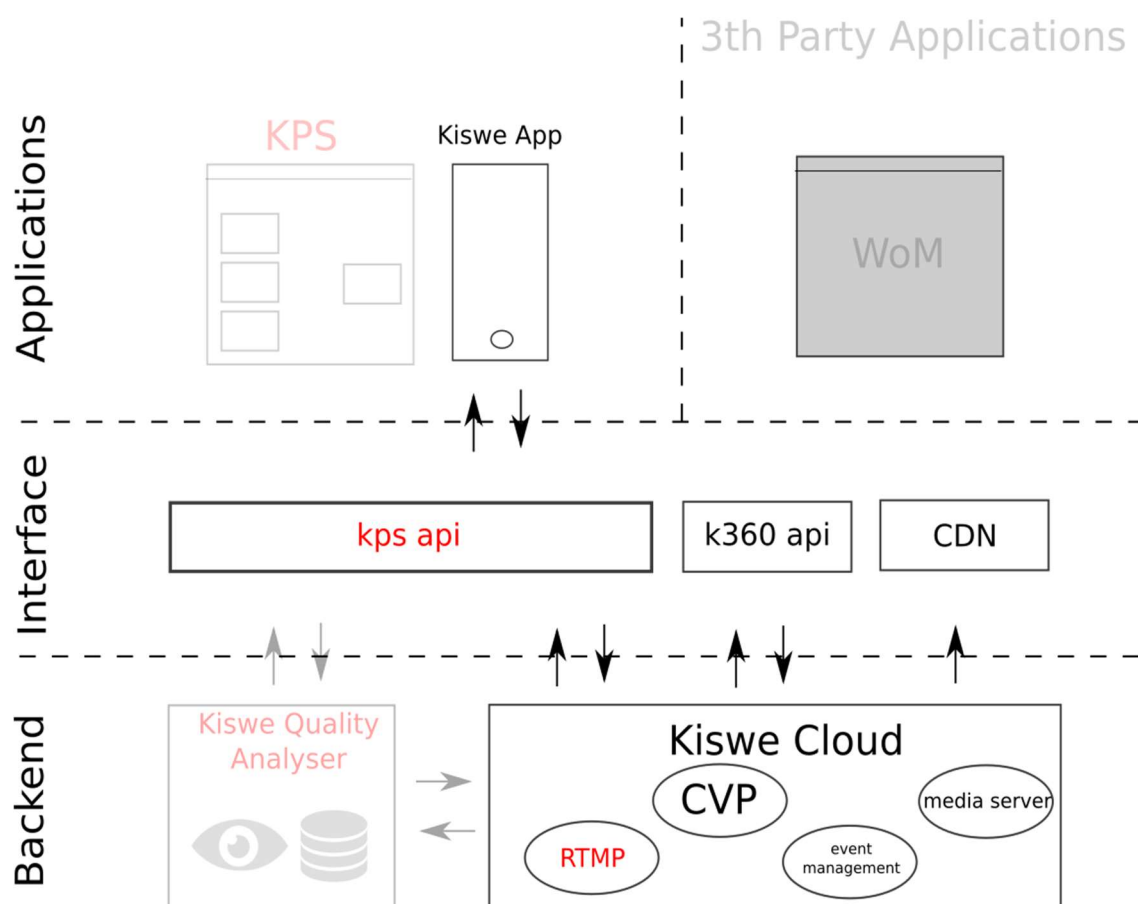 3th Party Applications
Applications
KPS
Kiswe App
WoM
Interface
kps api
k360 api
CDN
Backend
Kiswe Quality
Analyser
Kiswe Cloud
CVP
media server
RTMP
event
management